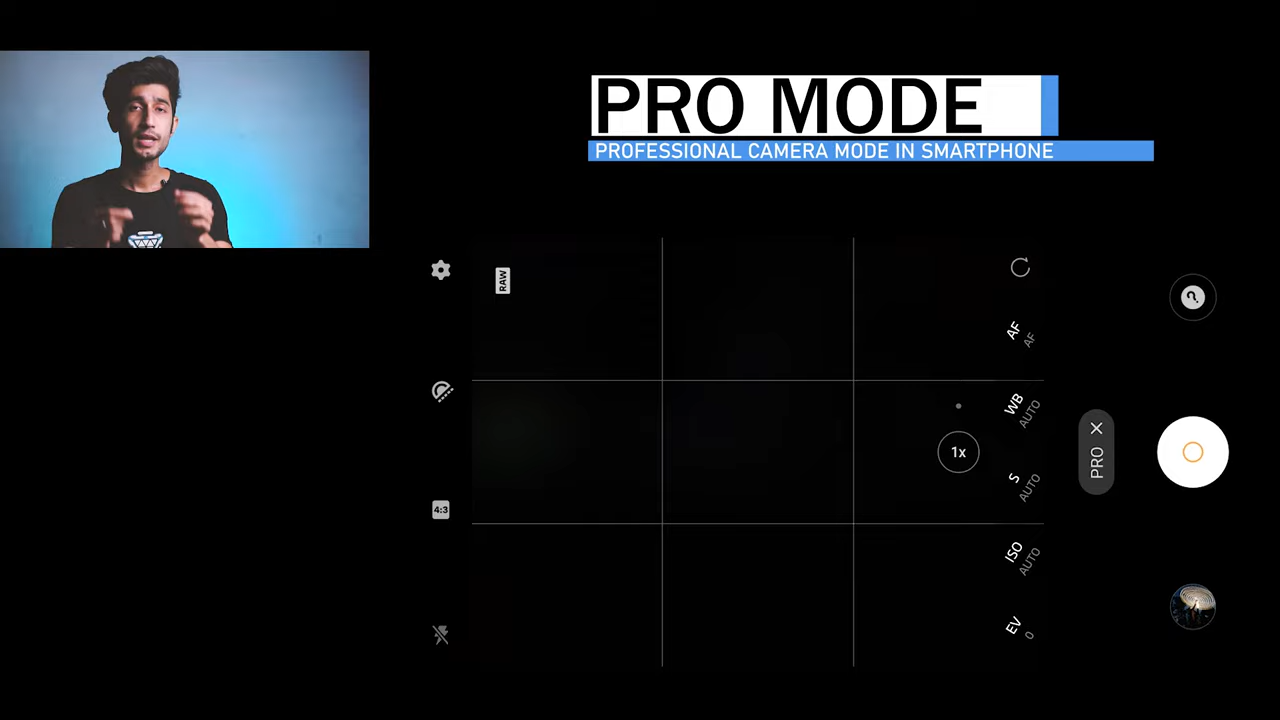 PRO MODE
PROFESSIONAL CAMERA MODE IN SMARTPHONE
RAW
AF
AF
WB
AUTO
1x
S
AUTO
PRO X
4:3
ISO
AUTO
EV
0